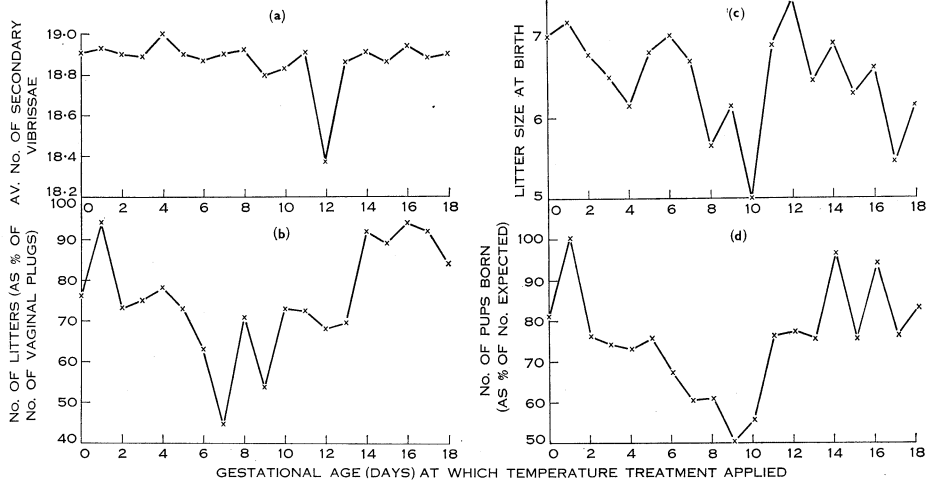 (a)
AV. No. OF SECONDARY
VIBRISSAE
19·0
18·8
18·6
18·4
18·2
0 2 4 6 8 10 12 14 16 18
(c)
LITTER SIZE AT BIRTH
7
6
5
0 2 4 6 8 10 12 14 16 18
(b)
No. OF LITTERS (AS % OF
No. OF VAGINAL PLUGS)
100
90
80
70
60
50
40
0 2 4 6 8 10 12 14 16 18
(d)
No. OF PUPS BORN
(AS % OF No. EXPECTED)
100
90
80
70
60
50
0 2 4 6 8 10 12 14 16 18
GESTATIONAL AGE (DAYS) AT WHICH TEMPERATURE TREATMENT APPLIED